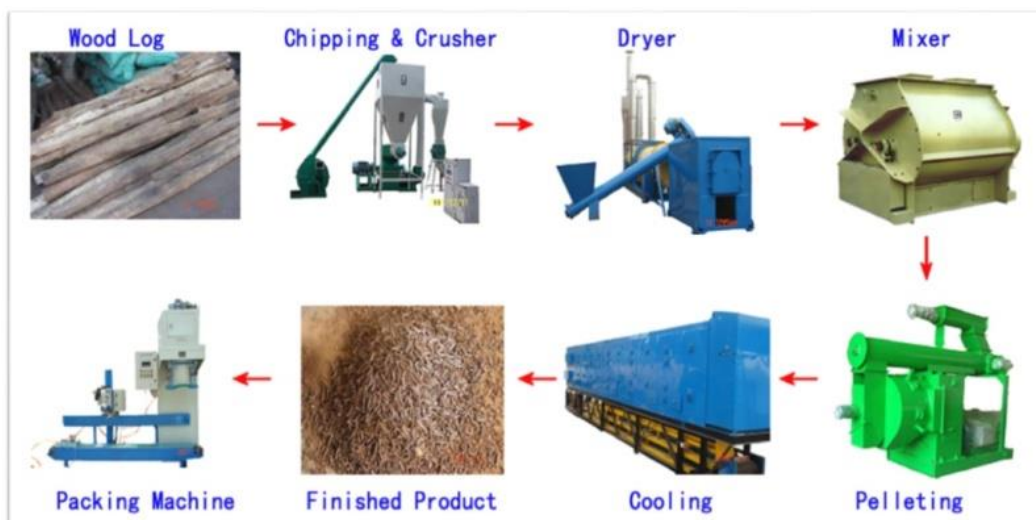 Wood Log
Chipping & Crusher
Dryer
Mixer
Packing Machine
Finished Product
Cooling
Pelleting